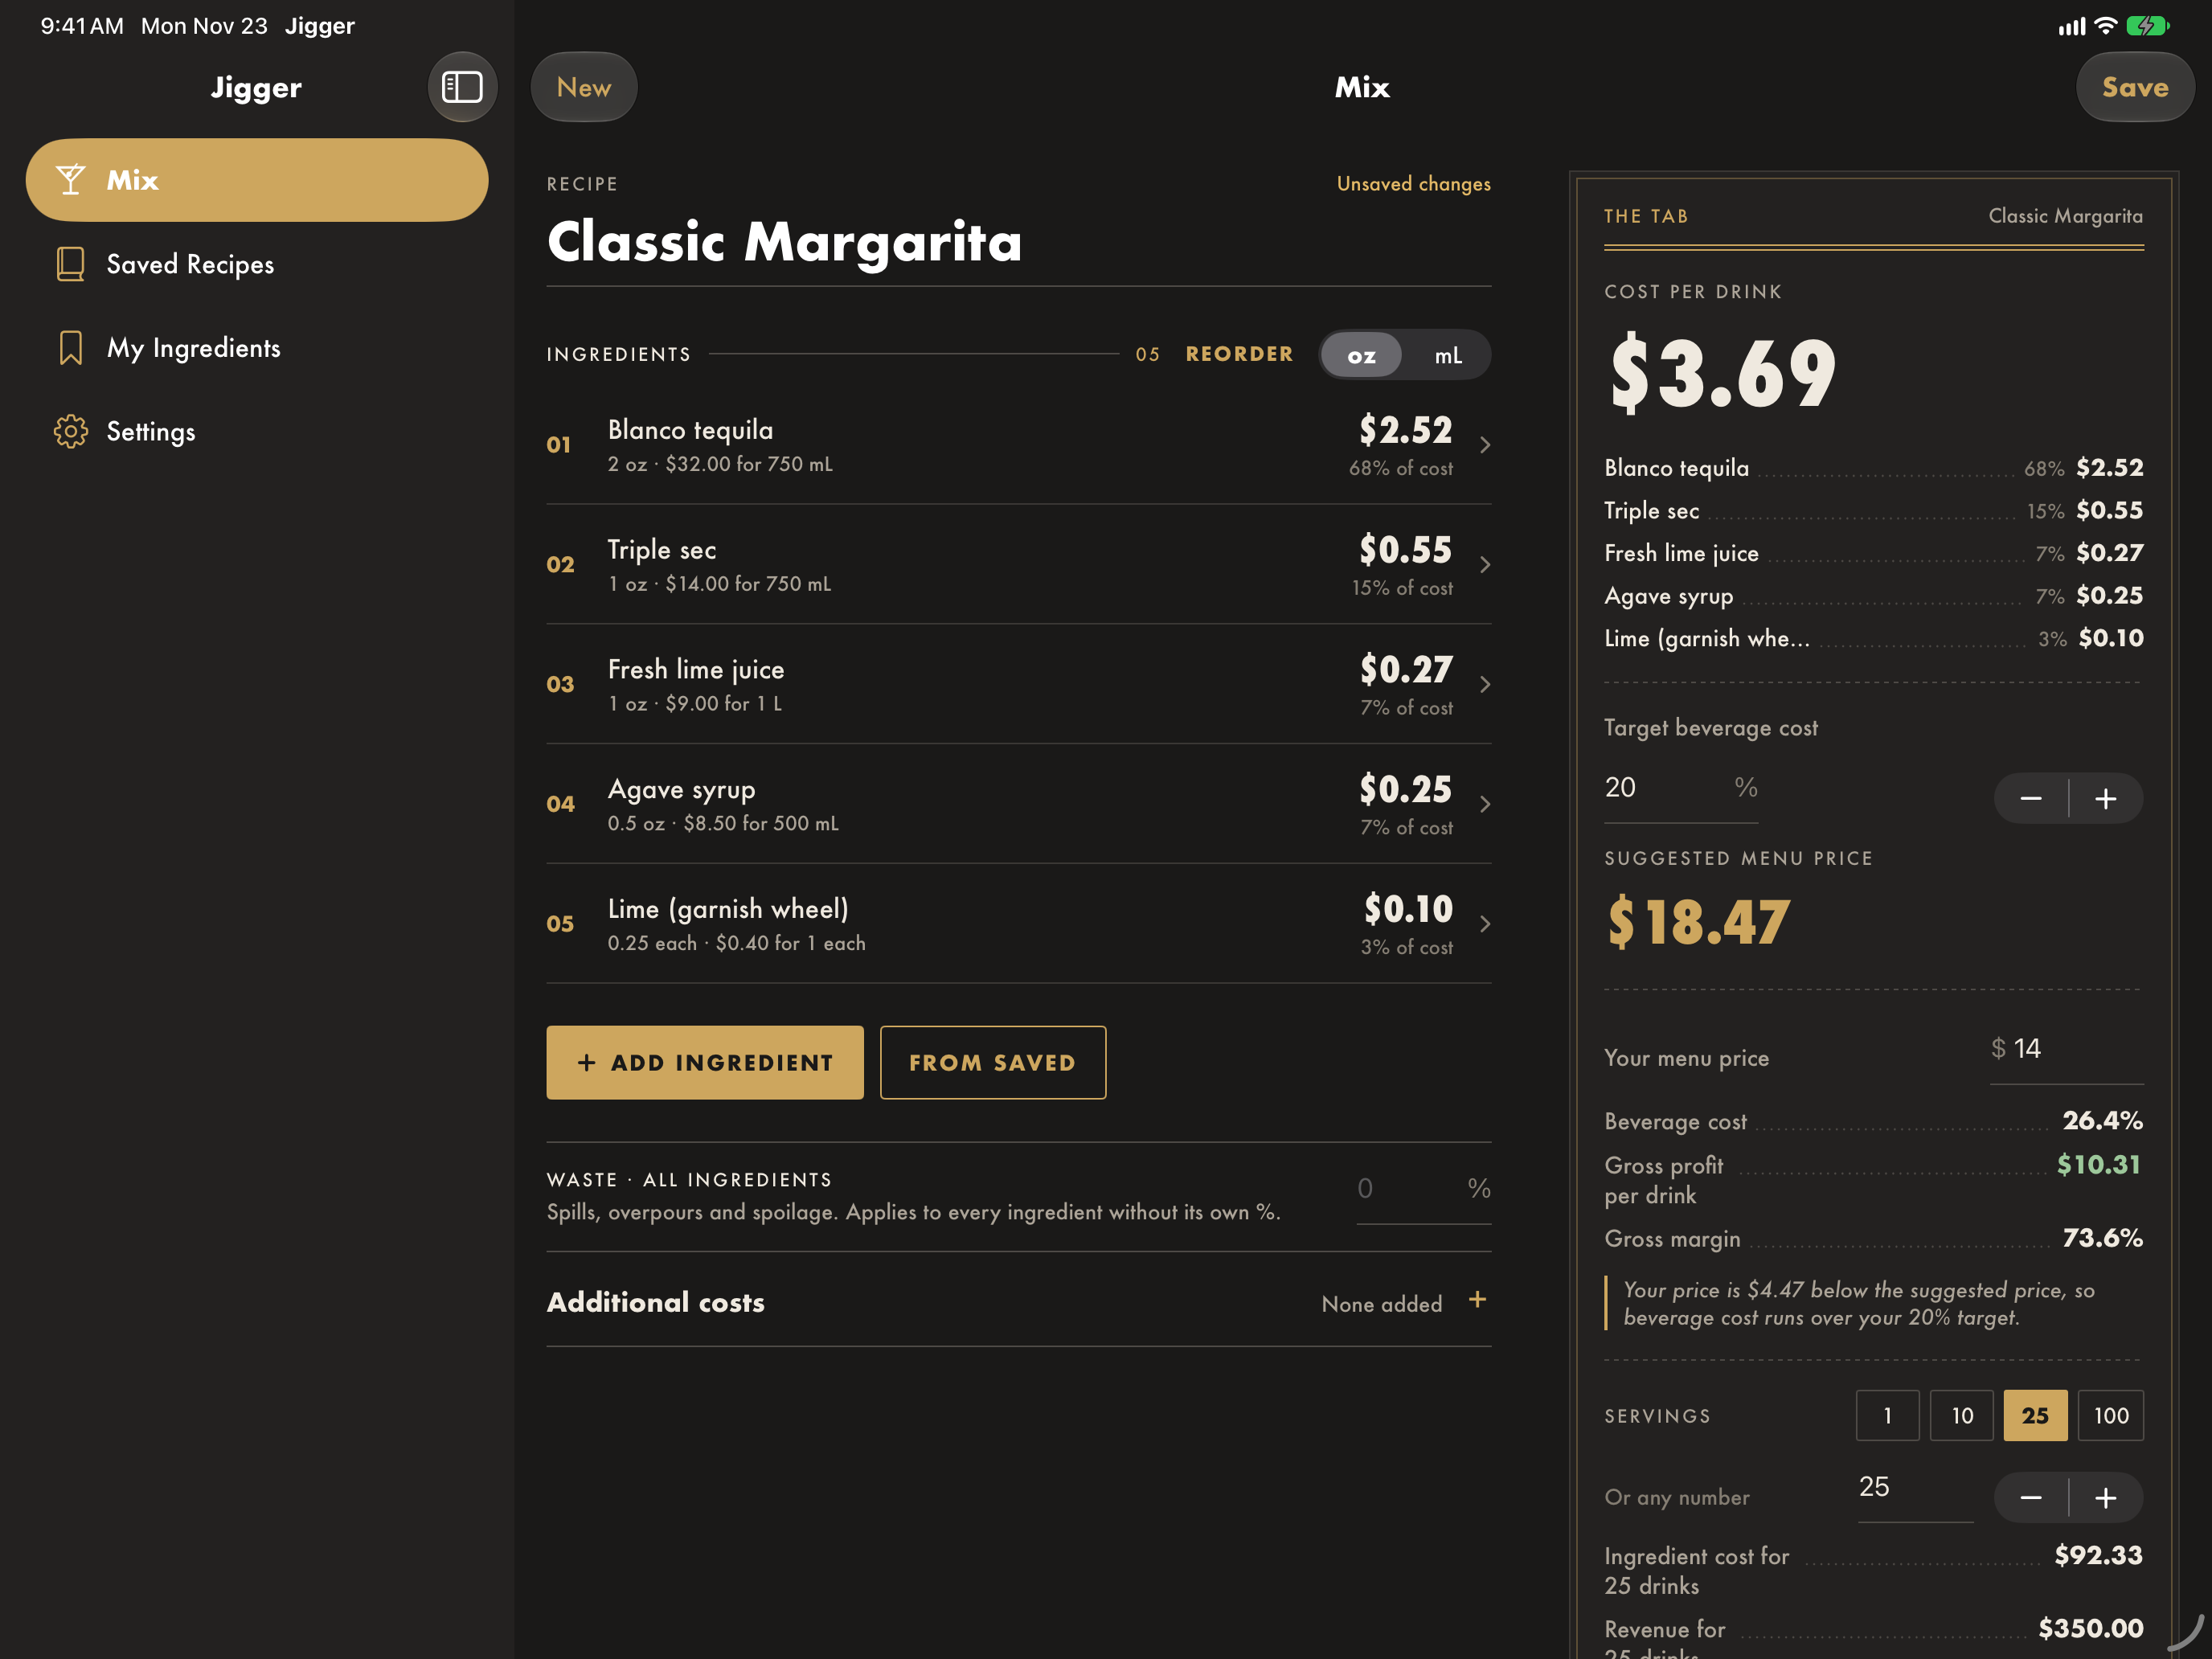 9:41 AM Mon Nov 23 Jigger
Jigger
Mix
Saved Recipes
My Ingredients
Settings
New
Mix
Save
RECIPE
Unsaved changes
Classic Margarita
INGREDIENTS
05
REORDER
oz
mL
01
Blanco tequila
2 oz · $32.00 for 750 mL
$2.52
68% of cost
02
Triple sec
1 oz · $14.00 for 750 mL
$0.55
15% of cost
03
Fresh lime juice
1 oz · $9.00 for 1 L
$0.27
7% of cost
04
Agave syrup
0.5 oz · $8.50 for 500 mL
$0.25
7% of cost
05
Lime (garnish wheel)
0.25 each · $0.40 for 1 each
$0.10
3% of cost
+ ADD INGREDIENT
FROM SAVED
WASTE · ALL INGREDIENTS
Spills, overpours and spoilage. Applies to every ingredient without its own %.
0 %
Additional costs
None added +
THE TAB
Classic Margarita
COST PER DRINK
$3.69
Blanco tequila 68% $2.52
Triple sec 15% $0.55
Fresh lime juice 7% $0.27
Agave syrup 7% $0.25
Lime (garnish whe... 3% $0.10
Target beverage cost
20 %
SUGGESTED MENU PRICE
$18.47
Your menu price
$ 14
Beverage cost 26.4%
Gross profit $10.31
per drink
Gross margin 73.6%
Your price is $4.47 below the suggested price, so
beverage cost runs over your 20% target.
SERVINGS
1
10
25
100
Or any number
25
Ingredient cost for $92.33
25 drinks
Revenue for $350.00
25 drinks